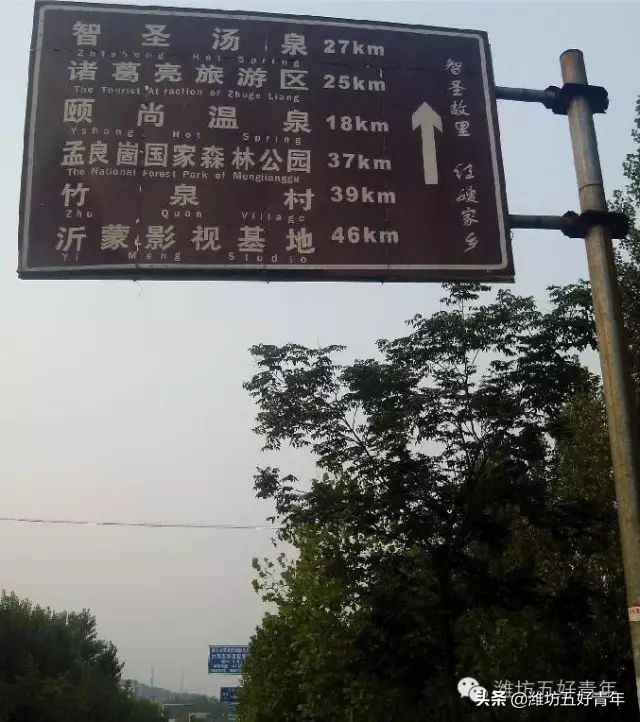 智圣汤泉 27km
Zhisheng Hot Spring
诸葛亮旅游区 25km
The Tourist At raction of Zhuge Liang
颐尚温泉 18km
Yshang Hot Spring
孟良崮国家森林公园 37km
The National Forest Park of Menglianggu
竹泉村 39km
Zhu Quan Village
沂蒙影视基地 46km
Yi Meng Studio
智圣故里 红嫂家乡
潍坊五好青年
头条 @潍坊五好青年